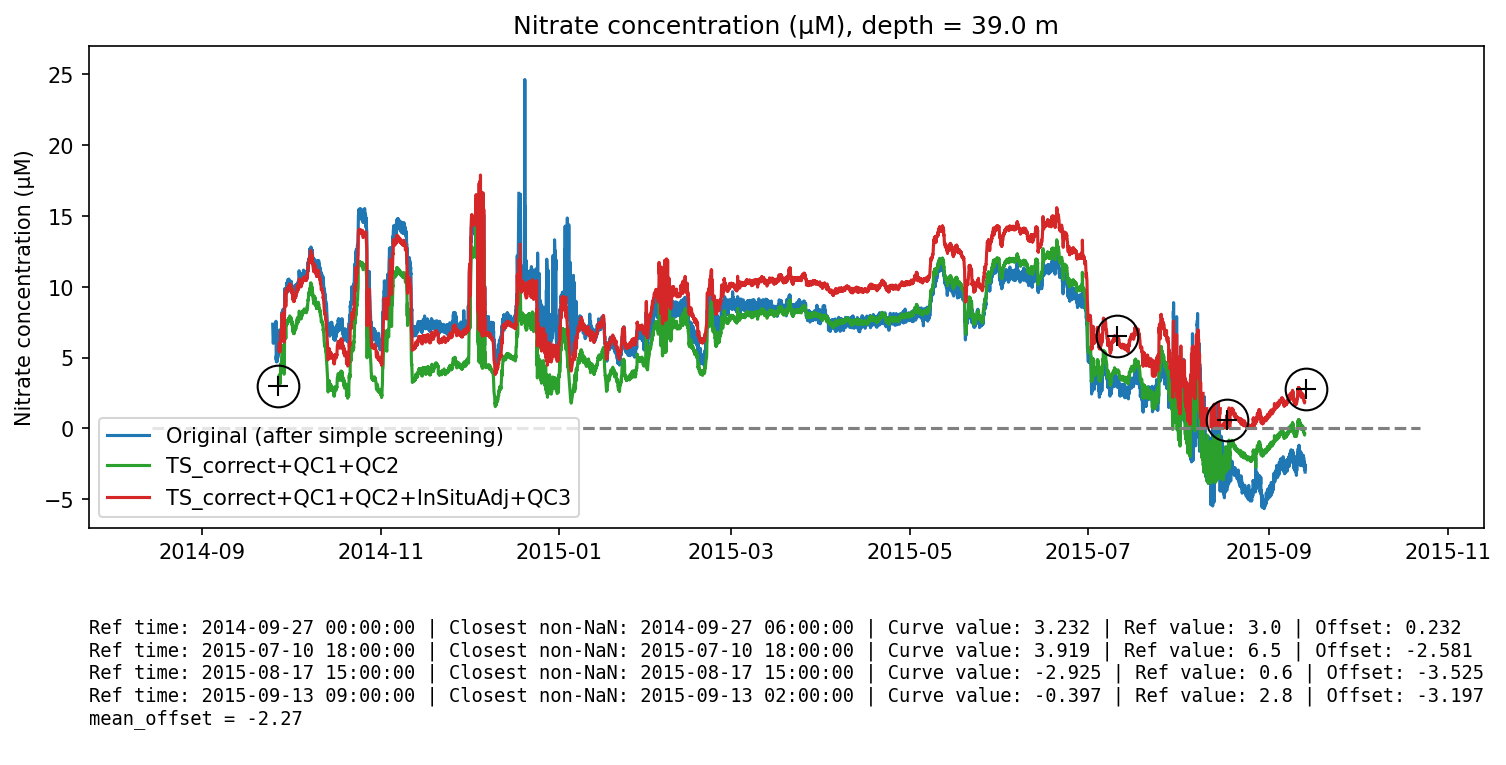 Nitrate concentration (µM), depth = 39.0 m
Nitrate concentration (µM)
25
20
15
10
5
0
−5
Original (after simple screening)
TS_correct+QC1+QC2
TS_correct+QC1+QC2+InSituAdj+QC3
2014-09
2014-11
2015-01
2015-03
2015-05
2015-07
2015-09
2015-11
Ref time: 2014-09-27 00:00:00 | Closest non-NaN: 2014-09-27 06:00:00 | Curve value: 3.232 | Ref value: 3.0 | Offset: 0.232
Ref time: 2015-07-10 18:00:00 | Closest non-NaN: 2015-07-10 18:00:00 | Curve value: 3.919 | Ref value: 6.5 | Offset: -2.581
Ref time: 2015-08-17 15:00:00 | Closest non-NaN: 2015-08-17 15:00:00 | Curve value: -2.925 | Ref value: 0.6 | Offset: -3.525
Ref time: 2015-09-13 09:00:00 | Closest non-NaN: 2015-09-13 02:00:00 | Curve value: -0.397 | Ref value: 2.8 | Offset: -3.197
mean_offset = -2.27